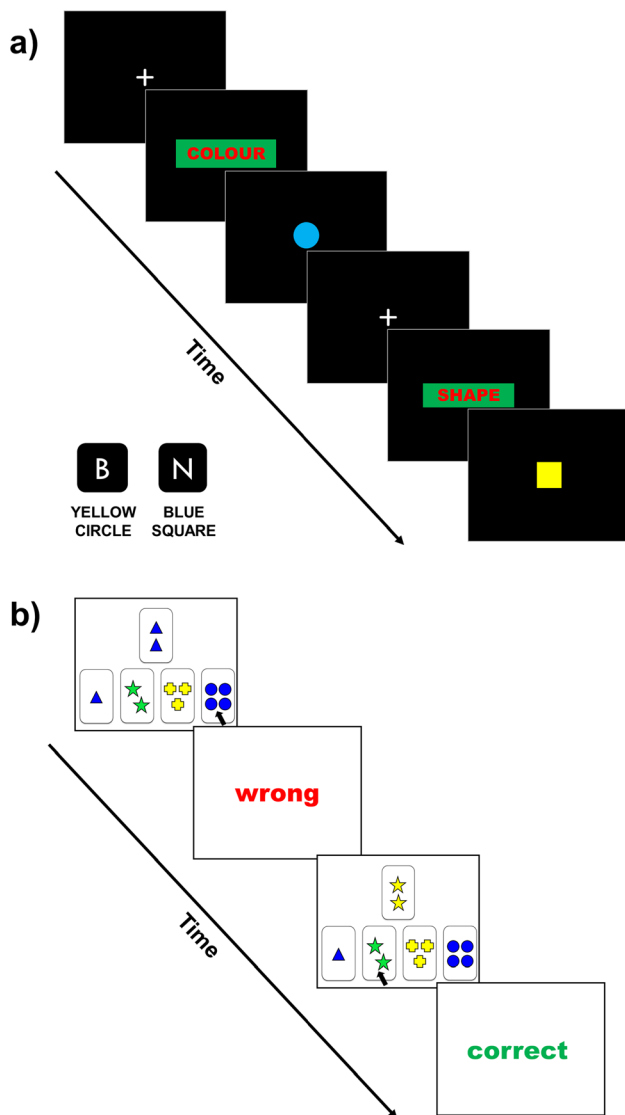 a)
COLOUR
Time
SHAPE
B N
YELLOW BLUE
CIRCLE SQUARE
b)
wrong
Time
correct